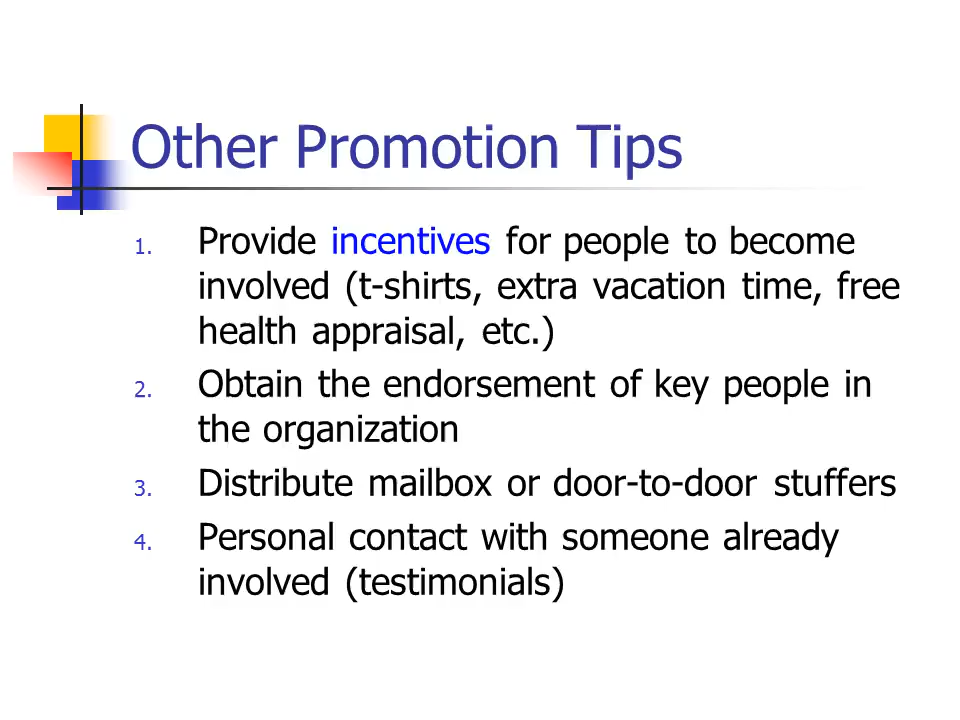 Other Promotion Tips
1. Provide incentives for people to become
involved (t-shirts, extra vacation time, free
health appraisal, etc.)
2. Obtain the endorsement of key people in
the organization
3. Distribute mailbox or door-to-door stuffers
4. Personal contact with someone already
involved (testimonials)